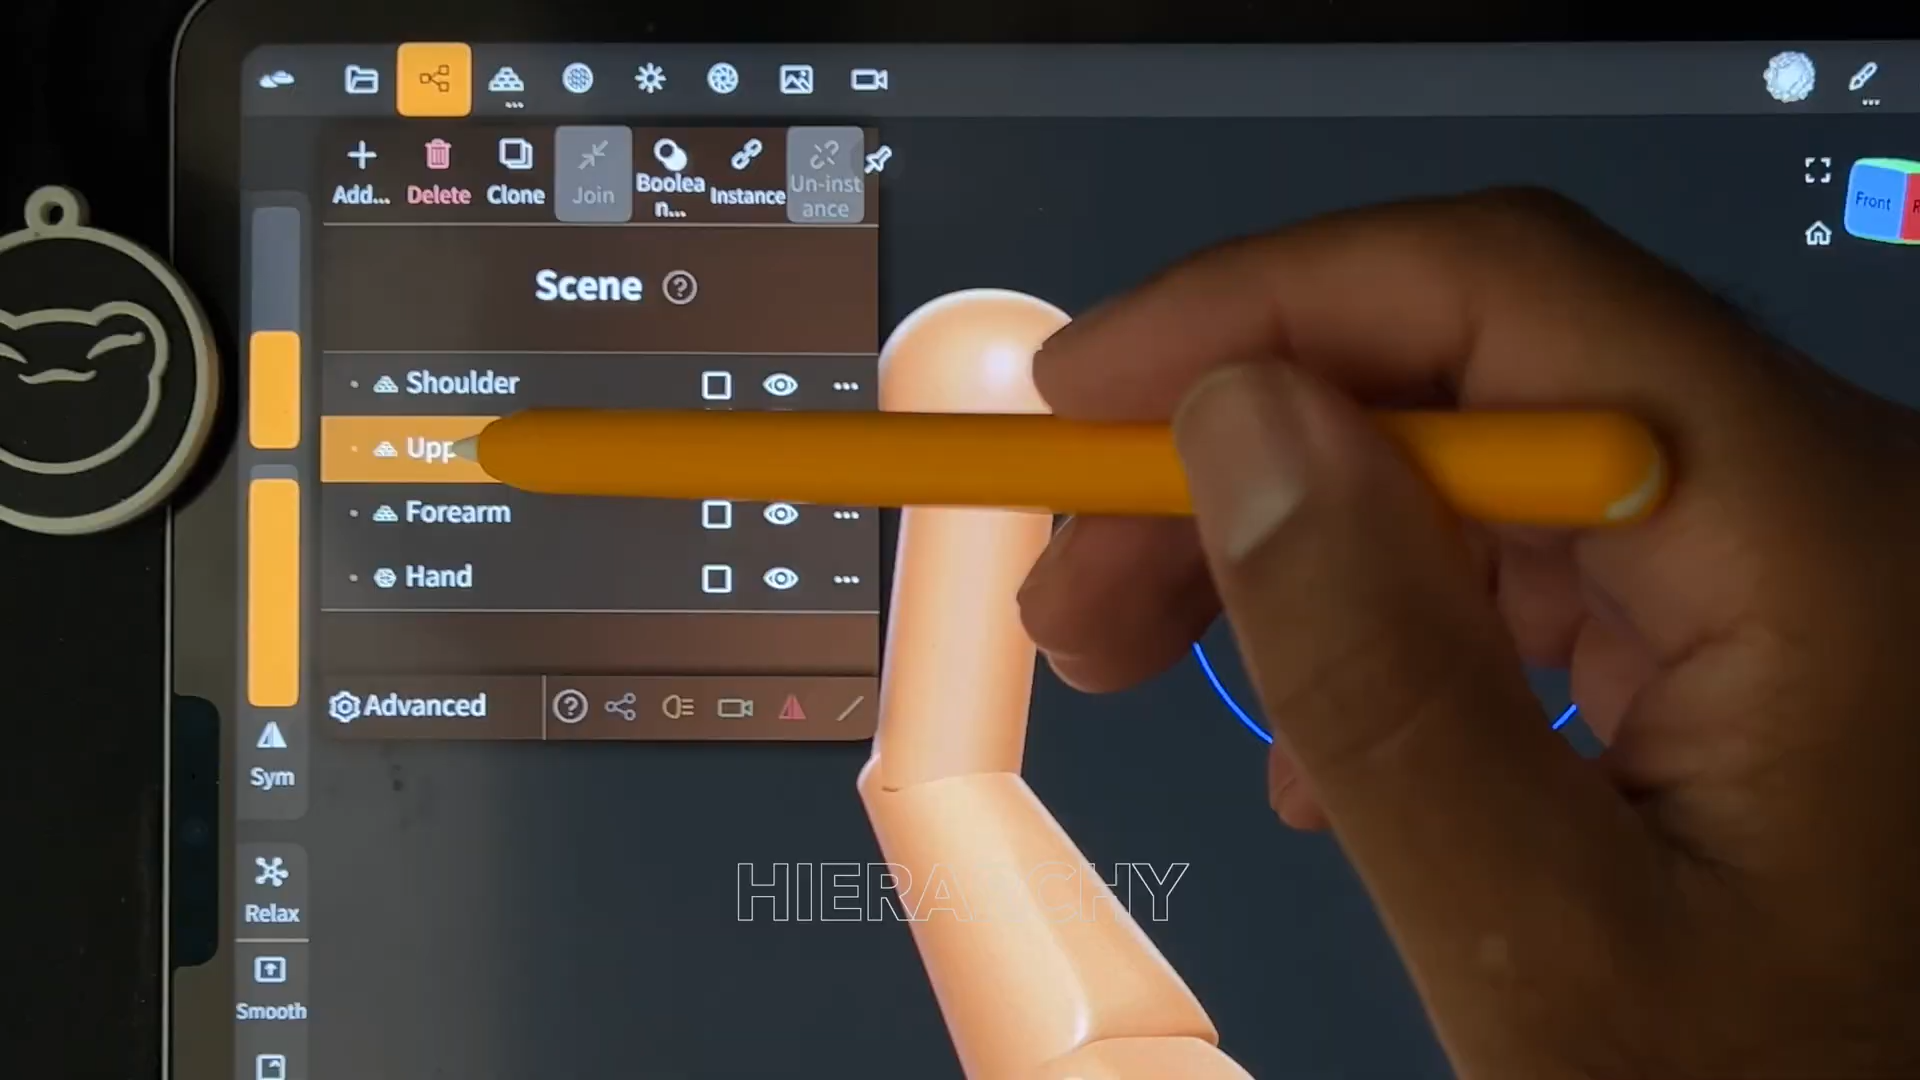 Add...
Delete
Clone
Join
Boolea
n...
Instance
Un-inst
ance
Front
Scene ?
Shoulder
Upp
Forearm
Hand
Advanced
?
Sym
Relax
Smooth
HIERARCHY